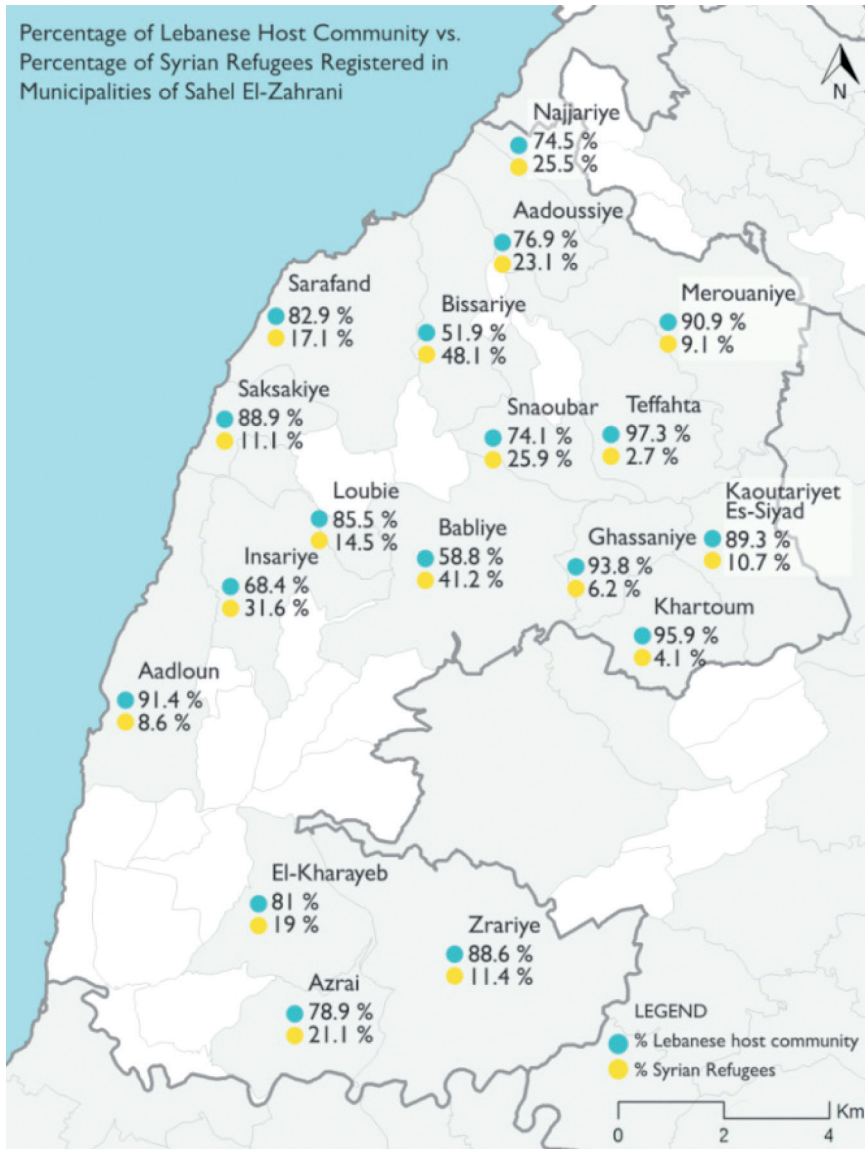 Percentage of Lebanese Host Community vs.
Percentage of Syrian Refugees Registered in
Municipalities of Sahel El-Zahrani
N
Najjariye
74.5 %
25.5 %
Aadoussiye
76.9 %
23.1 %
Sarafand
82.9 %
17.1 %
Bissariye
51.9 %
48.1 %
Merouaniye
90.9 %
9.1 %
Saksakiye
88.9 %
11.1 %
Snaoubar
74.1 %
25.9 %
Teffahta
97.3 %
2.7 %
Loubie
85.5 %
14.5 %
Babliye
58.8 %
41.2 %
Ghassaniye
93.8 %
6.2 %
Kaoutariyet
Es-Siyad
89.3 %
10.7 %
Insariye
68.4 %
31.6 %
Khartoum
95.9 %
4.1 %
Aadloun
91.4 %
8.6 %
El-Kharayeb
81 %
19 %
Zrariye
88.6 %
11.4 %
Azrai
78.9 %
21.1 %
LEGEND
% Lebanese host community
% Syrian Refugees
Km
0 2 4